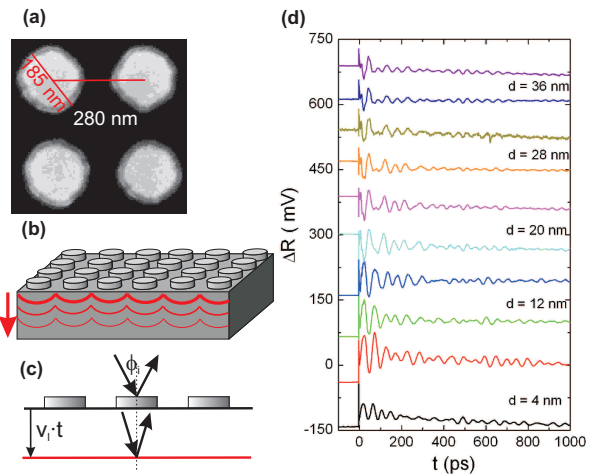 (a)
185 nm
280 nm
(b)
(c)
ϕi
vl·t
(d)
ΔR ( mV)
750
600
450
300
150
0
-150
d = 36 nm
d = 28 nm
d = 20 nm
d = 12 nm
d = 4 nm
0 200 400 600 800 1000
t (ps)